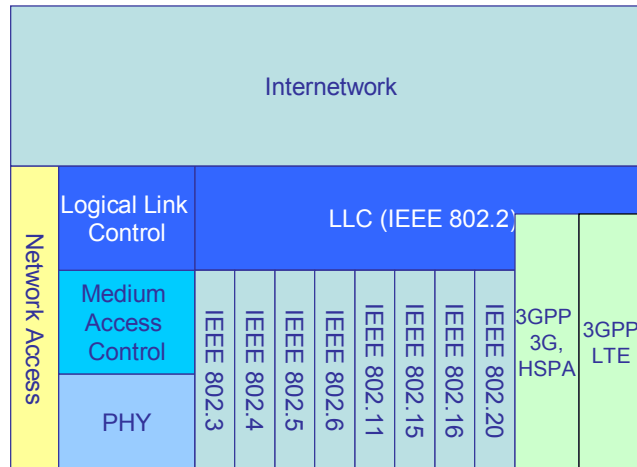 Internetwork
Network Access
Logical Link
Control
LLC (IEEE 802.2)
Medium
Access
Control
PHY
IEEE 802.3
IEEE 802.4
IEEE 802.5
IEEE 802.6
IEEE 802.11
IEEE 802.15
IEEE 802.16
IEEE 802.20
3GPP
3G,
HSPA
3GPP
LTE